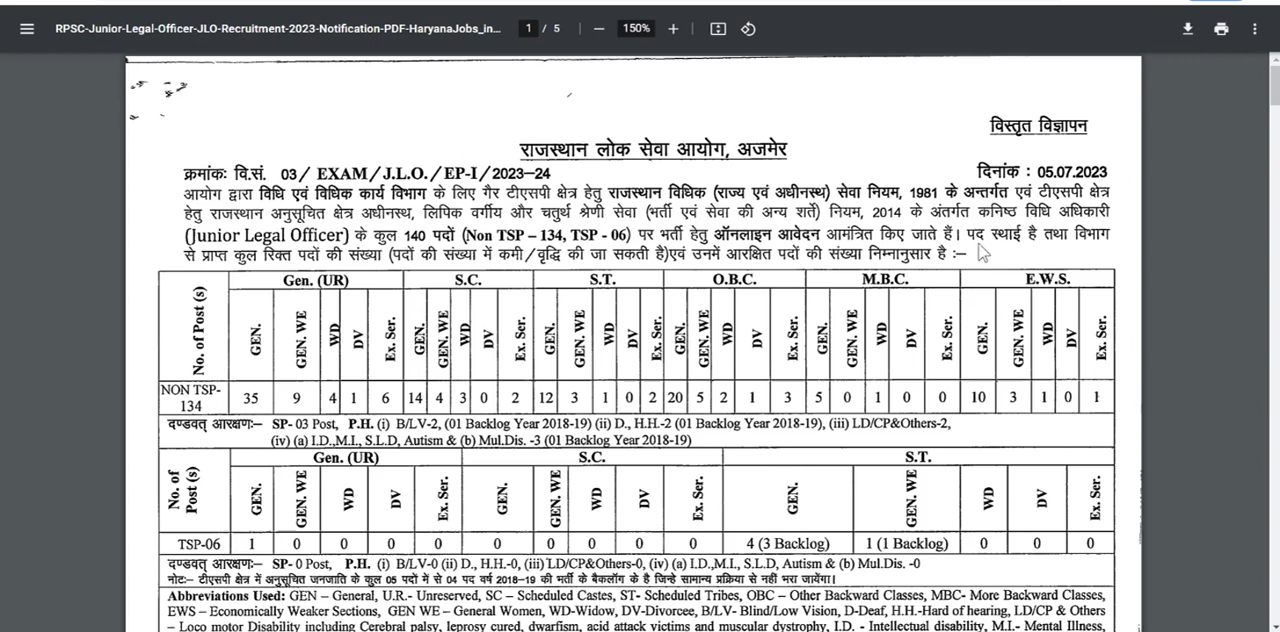 RPSC-Junior-Legal-Officer-JLO-Recruitment-2023-Notification-PDF-HaryanaJobs_in...
1 / 5
150%
विस्तृत विज्ञापन
राजस्थान लोक सेवा आयोग, अजमेर
क्रमांकः वि.सं. 03/ EXAM/J.L.O./EP-I/2023-24 दिनांक : 05.07.2023
आयोग द्वारा विधि एवं विधिक कार्य विभाग के लिए गैर टीएसपी क्षेत्र हेतु राजस्थान विधिक (राज्य एवं अधीनस्थ) सेवा नियम, 1981 के अन्तर्गत एवं टीएसपी क्षेत्र
हेतु राजस्थान अनुसूचित क्षेत्र अधीनस्थ, लिपिक वर्गीय और चतुर्थ श्रेणी सेवा (भर्ती एवं सेवा की अन्य शर्ते) नियम, 2014 के अंतर्गत कनिष्ठ विधि अधिकारी
(Junior Legal Officer) के कुल 140 पदों (Non TSP – 134, TSP - 06) पर भर्ती हेतु ऑनलाइन आवेदन आमंत्रित किए जाते हैं। पद स्थाई है तथा विभाग
से प्राप्त कुल रिक्त पदों की संख्या (पदों की संख्या में कमी/वृद्धि की जा सकती है)एवं उनमें आरक्षित पदों की संख्या निम्नानुसार है :–
No. of Post (s) Gen. (UR) S.C. S.T. O.B.C. M.B.C. E.W.S.
GEN. GEN. WE WD DV Ex. Ser. GEN. GEN. WE WD DV Ex. Ser. GEN. GEN. WE WD DV Ex. Ser. GEN. GEN. WE WD DV Ex. Ser. GEN. GEN. WE WD DV Ex. Ser. GEN. GEN. WE WD DV Ex. Ser.
NON TSP-134 35 9 4 1 6 14 4 3 0 2 12 3 1 0 2 20 5 2 1 3 5 0 1 0 0 10 3 1 0 1
दण्डवत् आरक्षणः– SP- 03 Post, P.H. (i) B/LV-2, (01 Backlog Year 2018-19) (ii) D., H.H.-2 (01 Backlog Year 2018-19), (iii) LD/CP&Others-2,
(iv) (a) I.D.,M.I., S.L.D, Autism & (b) Mul.Dis. -3 (01 Backlog Year 2018-19)
No. of Post (s) Gen. (UR) S.C. S.T.
GEN. GEN. WE WD DV Ex. Ser. GEN. GEN. WE WD DV Ex. Ser. GEN. GEN. WE WD DV Ex. Ser.
TSP-06 1 0 0 0 0 0 0 0 0 0 4 (3 Backlog) 1 (1 Backlog) 0 0 0
दण्डवत् आरक्षणः– SP- 0 Post, P.H. (i) B/LV-0 (ii) D., H.H.-0, (iii) LD/CP&Others-0, (iv) (a) I.D.,M.I., S.L.D, Autism & (b) Mul.Dis. -0
नोटः- टीएसपी क्षेत्र में अनुसूचित जनजाति के कुल 05 पदों में से 04 पद वर्ष 2018-19 की भर्ती के बैकलॉग के है जिन्हे सामान्य प्रक्रिया से नहीं भरा जायेगा।
Abbreviations Used: GEN – General, U.R.- Unreserved, SC – Scheduled Castes, ST- Scheduled Tribes, OBC – Other Backward Classes, MBC- More Backward Classes,
EWS – Economically Weaker Sections, GEN WE – General Women, WD-Widow, DV-Divorcee, B/LV- Blind/Low Vision, D-Deaf, H.H.-Hard of hearing, LD/CP & Others
– Loco motor Disability including Cerebral palsy, leprosy cured, dwarfism, acid attack victims and muscular dystrophy, I.D. - Intellectual disability, M.I.- Mental Illness,